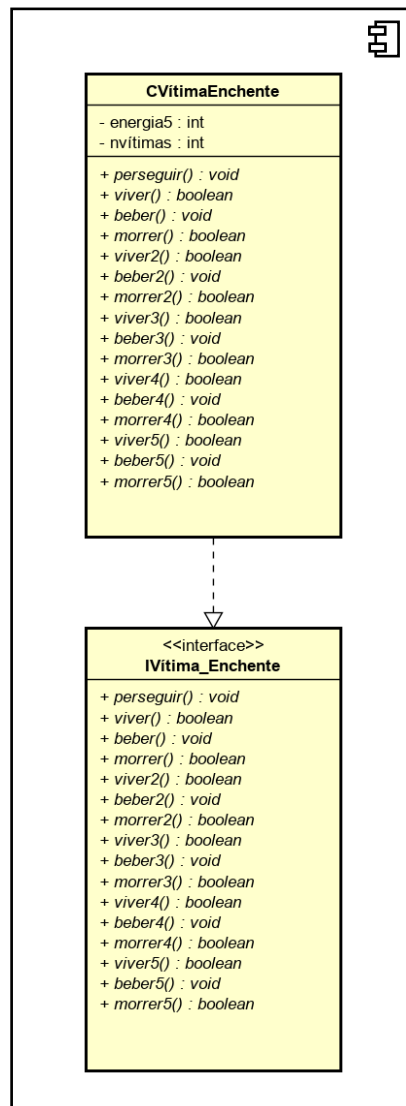 CVítimaEnchente
- energia5 : int
- nvítimas : int
+ perseguir() : void
+ viver() : boolean
+ beber() : void
+ morrer() : boolean
+ viver2() : boolean
+ beber2() : void
+ morrer2() : boolean
+ viver3() : boolean
+ beber3() : void
+ morrer3() : boolean
+ viver4() : boolean
+ beber4() : void
+ morrer4() : boolean
+ viver5() : boolean
+ beber5() : void
+ morrer5() : boolean
<<interface>>
IVítima_Enchente
+ perseguir() : void
+ viver() : boolean
+ beber() : void
+ morrer() : boolean
+ viver2() : boolean
+ beber2() : void
+ morrer2() : boolean
+ viver3() : boolean
+ beber3() : void
+ morrer3() : boolean
+ viver4() : boolean
+ beber4() : void
+ morrer4() : boolean
+ viver5() : boolean
+ beber5() : void
+ morrer5() : boolean